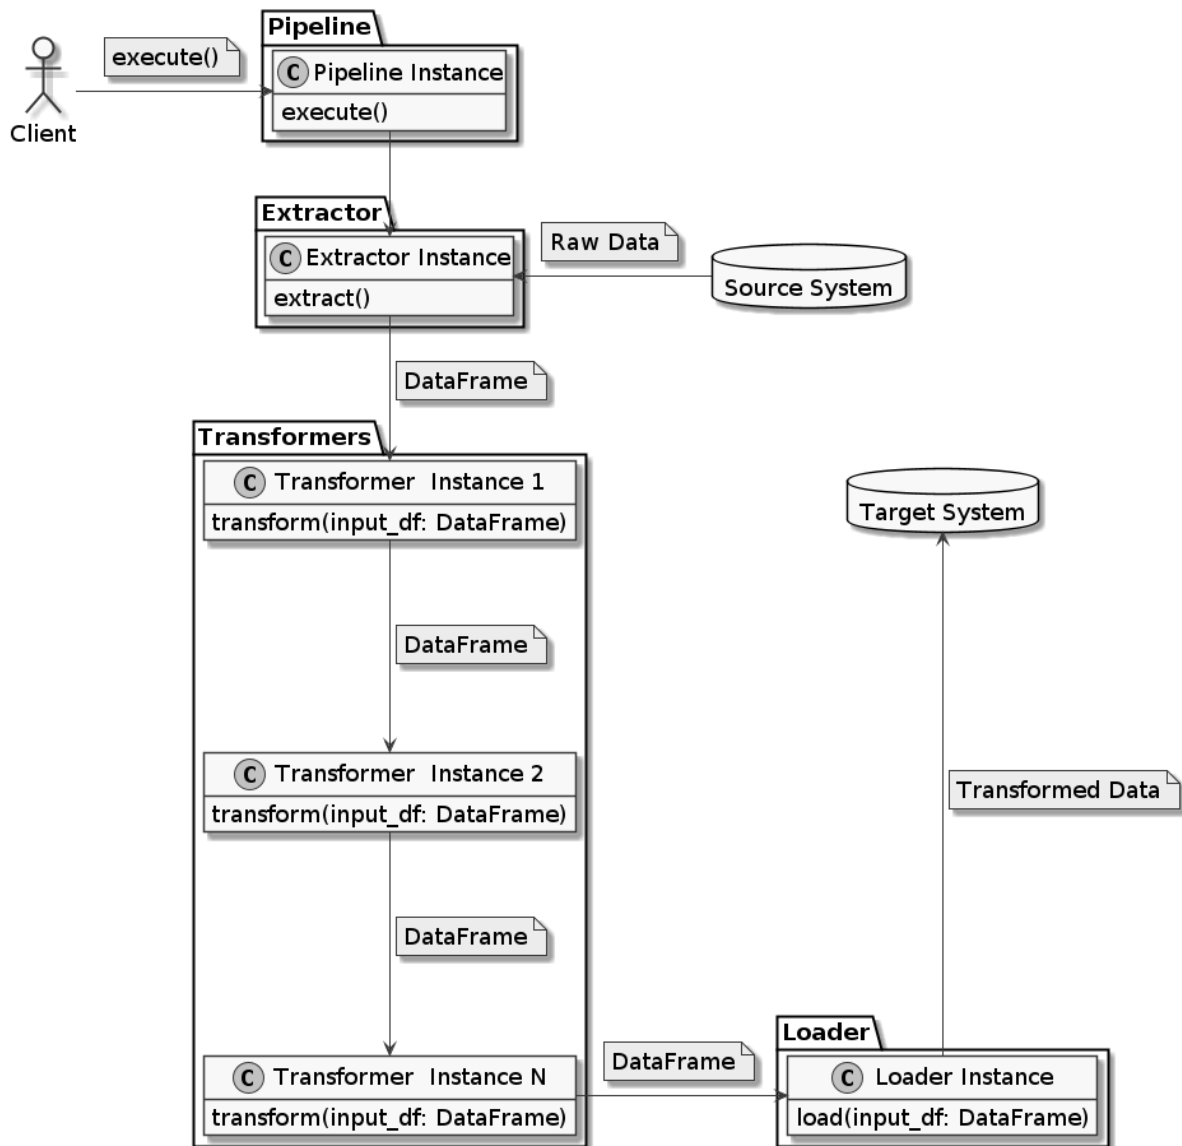 Pipeline
execute()
C Pipeline Instance
execute()
Client
Extractor
Raw Data
C Extractor Instance
extract()
Source System
DataFrame
Transformers
C Transformer  Instance 1
transform(input_df: DataFrame)
Target System
DataFrame
C Transformer  Instance 2
transform(input_df: DataFrame)
Transformed Data
DataFrame
Loader
DataFrame
C Transformer  Instance N
transform(input_df: DataFrame)
C Loader Instance
load(input_df: DataFrame)